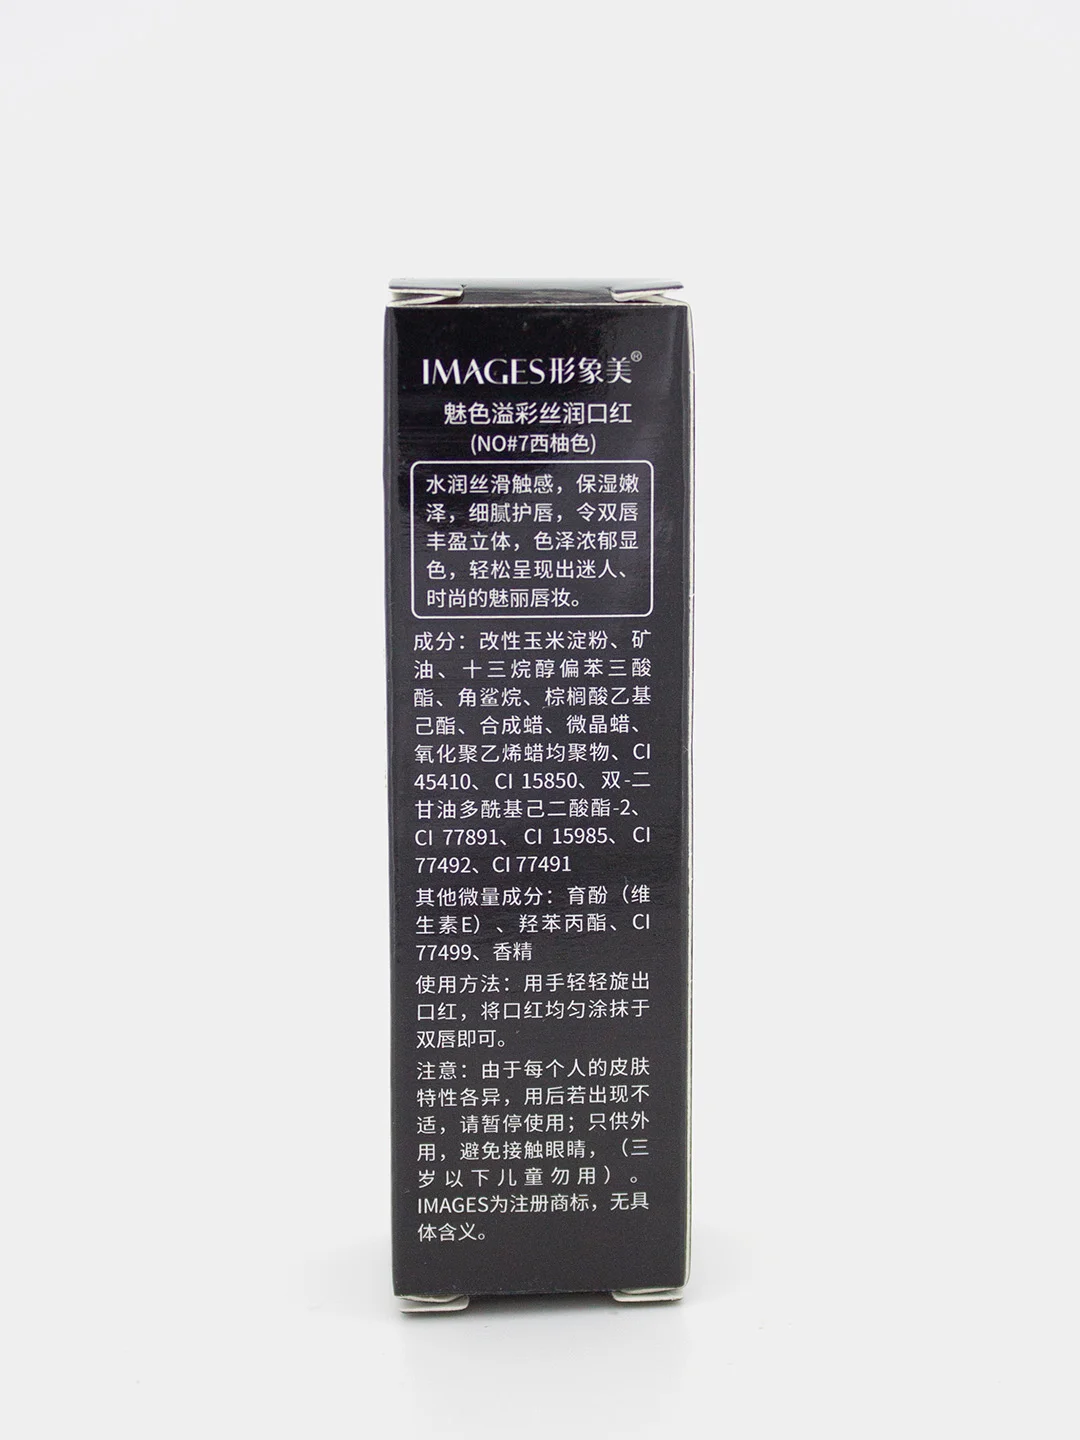 IMAGES形象美®
魅色溢彩丝润口红
(NO#7西柚色)
水润丝滑触感，保湿嫩
泽，细腻护唇，令双唇
丰盈立体，色泽浓郁显
色，轻松呈现出迷人、
时尚的魅丽唇妆。
成分：改性玉米淀粉、矿
油、十三烷醇偏苯三酸
酯、角鲨烷、棕榈酸乙基
己酯、合成蜡、微晶蜡、
氧化聚乙烯蜡均聚物、CI
45410、CI 15850、双-二
甘油多酰基己二酸酯-2、
CI 77891、CI 15985、CI
77492、CI 77491
其他微量成分：育酚（维
生素E）、羟苯丙酯、CI
77499、香精
使用方法：用手轻轻旋出
口红，将口红均匀涂抹于
双唇即可。
注意：由于每个人的皮肤
特性各异，用后若出现不
适，请暂停使用；只供外
用，避免接触眼睛，（三
岁以下儿童勿用）。
IMAGES为注册商标，无具
体含义。